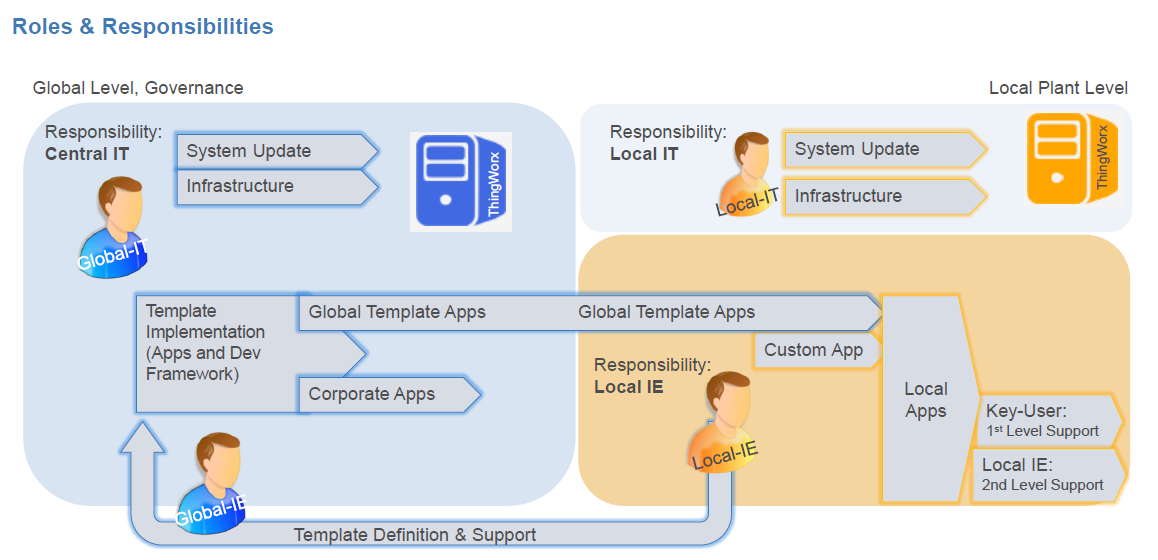 Roles & Responsibilities
Global Level, Governance
Local Plant Level
Responsibility:
Central IT
System Update
Infrastructure
ThingWorx
Global-IT
Responsibility:
Local IT
System Update
Infrastructure
ThingWorx
Local-IT
Template
Implementation
(Apps and Dev
Framework)
Global Template Apps
Global Template Apps
Corporate Apps
Custom App
Responsibility:
Local IE
Local-IE
Local
Apps
Key-User:
1st Level Support
Local IE:
2nd Level Support
Global-IE
Template Definition & Support